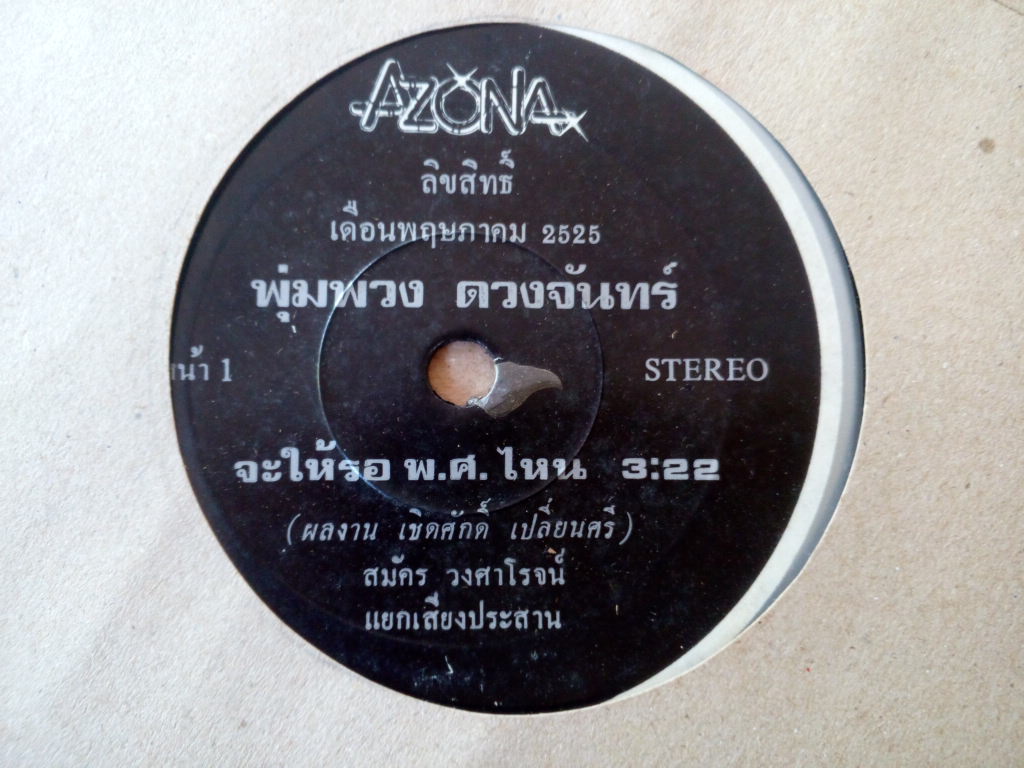 AZONA
ลิขสิทธิ์
เดือนพฤษภาคม 2525
พุ่มพวง ดวงจันทร์
หน้า 1 STEREO
จะให้รอ พ.ศ. ไหน 3:22
(ผลงาน เชิดศักดิ์ เปลี่ยนศรี)
สมัคร วงศาโรจน์
แยกเสียงประสาน